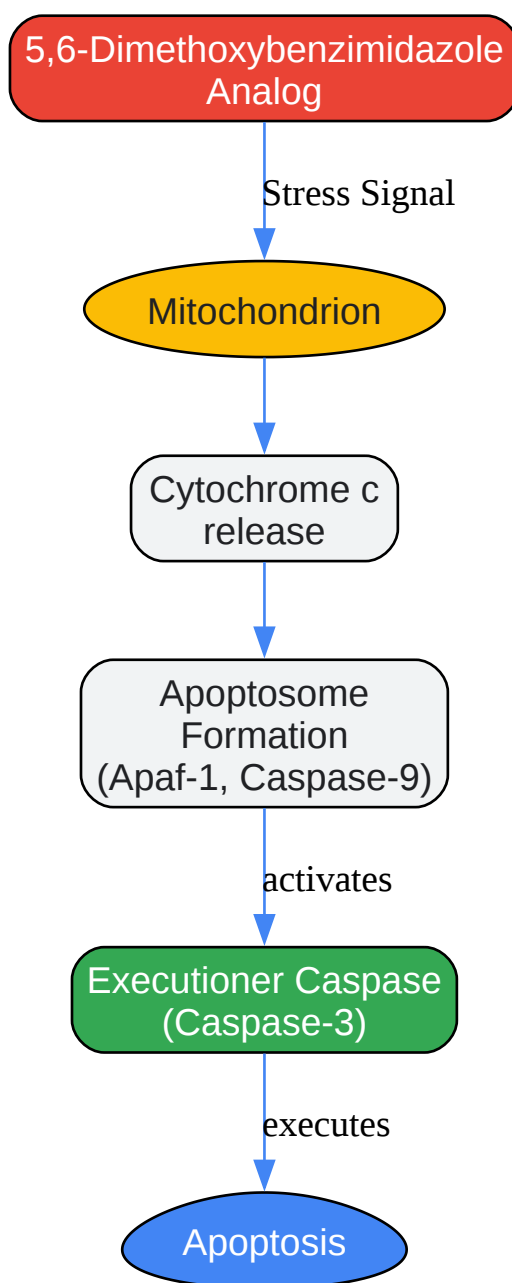 5,6-Dimethoxybenzimidazole
Analog
Stress Signal
Mitochondrion
Cytochrome c
release
Apoptosome
Formation
(Apaf-1, Caspase-9)
activates
Executioner Caspase
(Caspase-3)
executes
Apoptosis